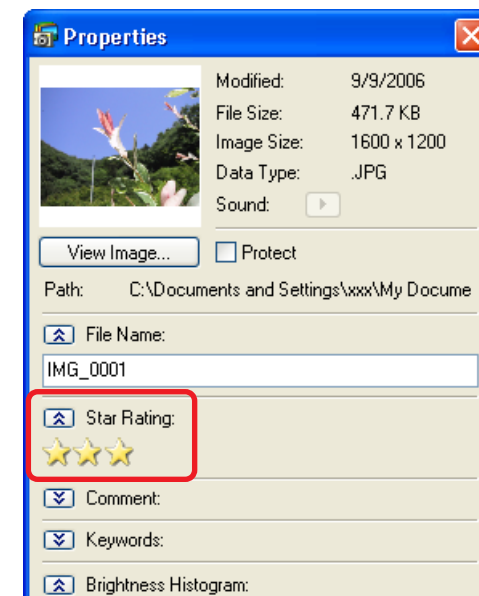 Properties
Modified: 9/9/2006
File Size: 471.7 KB
Image Size: 1600 x 1200
Data Type: .JPG
Sound:
View Image...
Protect
Path: C:\Documents and Settings\xxx\My Docume
File Name:
IMG_0001
Star Rating:
Comment:
Keywords:
Brightness Histogram: